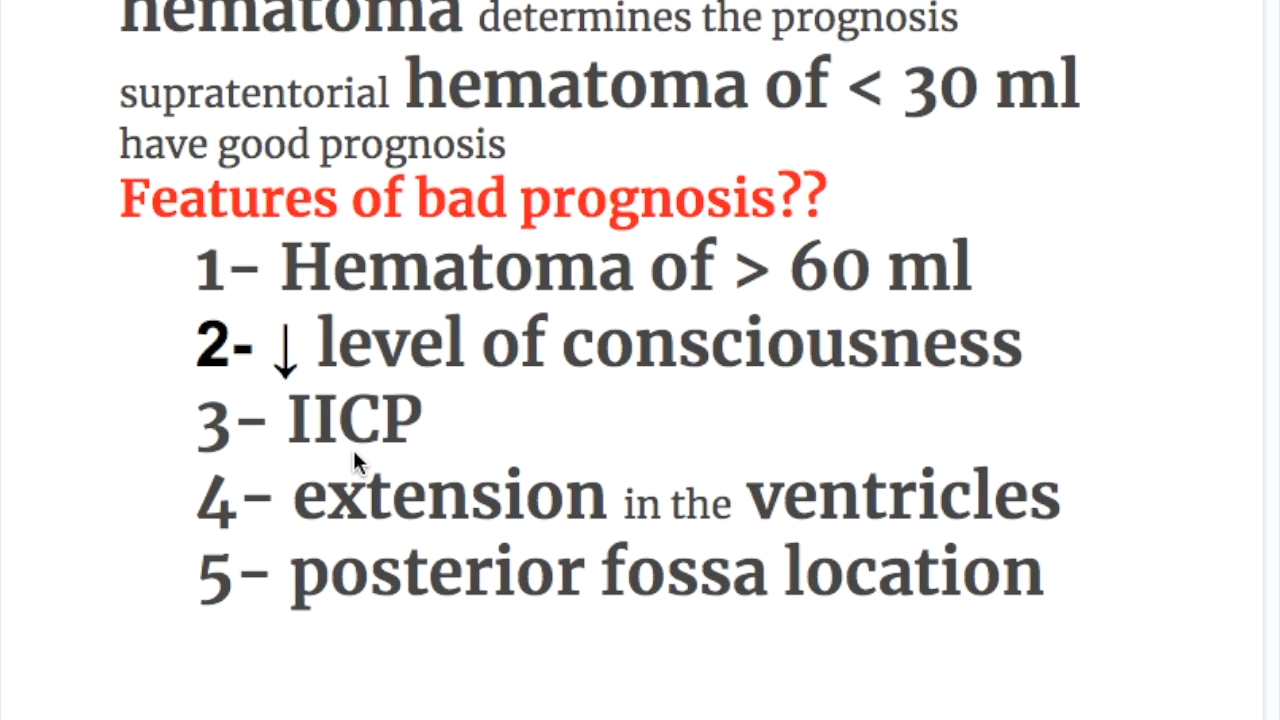 hematoma determines the prognosis
supratentorial hematoma of < 30 ml
have good prognosis
Features of bad prognosis??
1- Hematoma of > 60 ml
2- ↓ level of consciousness
3- IICP
4- extension in the ventricles
5- posterior fossa location